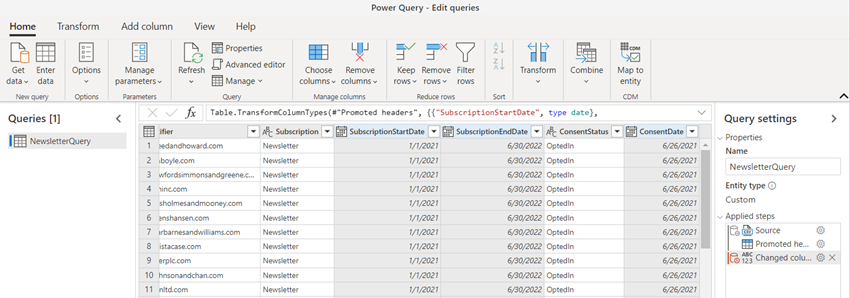 Power Query - Edit queries
Home Transform Add column View Help
Get data Enter data Options Manage parameters Refresh Properties Advanced editor Manage Choose columns Remove columns Keep rows Remove rows Filter rows Transform Combine Map to entity
New query Options Parameters Query Manage columns Reduce rows Sort CDM
Queries [1]
NewsletterQuery
fx Table.TransformColumnTypes(#"Promoted headers", {{"SubscriptionStartDate", type date},
ifier Subscription SubscriptionStartDate SubscriptionEndDate ConsentStatus ConsentDate
1 eedandhoward.com Newsletter 1/1/2021 6/30/2022 OptedIn 6/26/2021
2 boyle.com Newsletter 1/1/2021 6/30/2022 OptedIn 6/26/2021
3 wfordsimmonsandgreene.c... Newsletter 1/1/2021 6/30/2022 OptedIn 6/26/2021
4 ninc.com Newsletter 1/1/2021 6/30/2022 OptedIn 6/26/2021
5 sholmesandmooney.com Newsletter 1/1/2021 6/30/2022 OptedIn 6/26/2021
6 enshansen.com Newsletter 1/1/2021 6/30/2022 OptedIn 6/26/2021
7 arbarnesandwilliams.com Newsletter 1/1/2021 6/30/2022 OptedIn 6/26/2021
8 istacase.com Newsletter 1/1/2021 6/30/2022 OptedIn 6/26/2021
9 erplc.com Newsletter 1/1/2021 6/30/2022 OptedIn 6/26/2021
10 hnsonandchan.com Newsletter 1/1/2021 6/30/2022 OptedIn 6/26/2021
11 nltd.com Newsletter 1/1/2021 6/30/2022 OptedIn 6/26/2021
Query settings
Properties
Name
NewsletterQuery
Entity type
Custom
Applied steps
Source
Promoted he...
ABC 123 Changed colu...